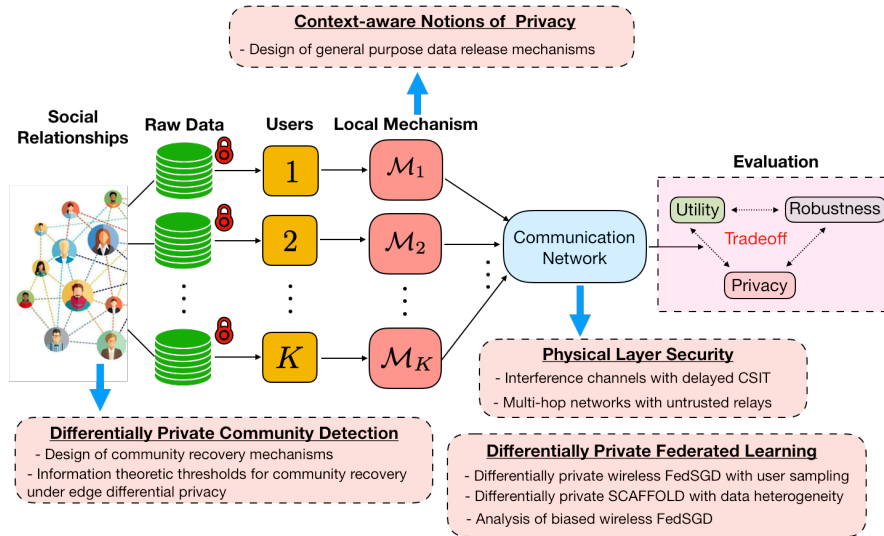 Context-aware Notions of Privacy
- Design of general purpose data release mechanisms
Social
Relationships
Raw Data
Users
Local Mechanism
Evaluation
1
M1
2
M2
K
MK
Communication
Network
Utility
Robustness
Tradeoff
Privacy
Physical Layer Security
- Interference channels with delayed CSIT
- Multi-hop networks with untrusted relays
Differentially Private Community Detection
- Design of community recovery mechanisms
- Information theoretic thresholds for community recovery
under edge differential privacy
Differentially Private Federated Learning
- Differentially private wireless FedSGD with user sampling
- Differentially private SCAFFOLD with data heterogeneity
- Analysis of biased wireless FedSGD